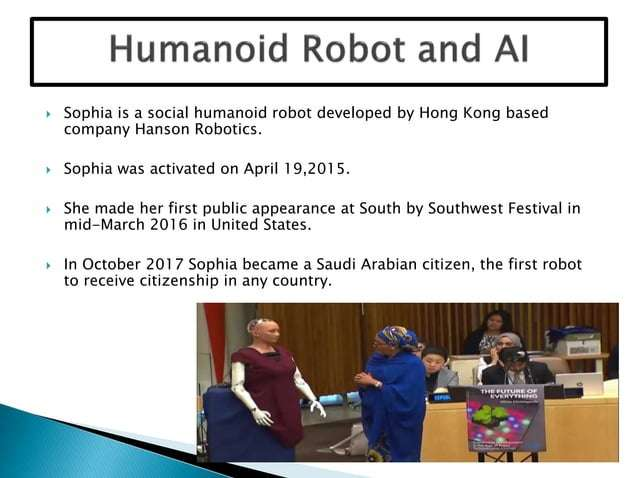 Humanoid Robot and AI
Sophia is a social humanoid robot developed by Hong Kong based
company Hanson Robotics.
Sophia was activated on April 19,2015.
She made her first public appearance at South by Southwest Festival in
mid-March 2016 in United States.
In October 2017 Sophia became a Saudi Arabian citizen, the first robot
to receive citizenship in any country.
THE FUTURE OF
EVERYTHING